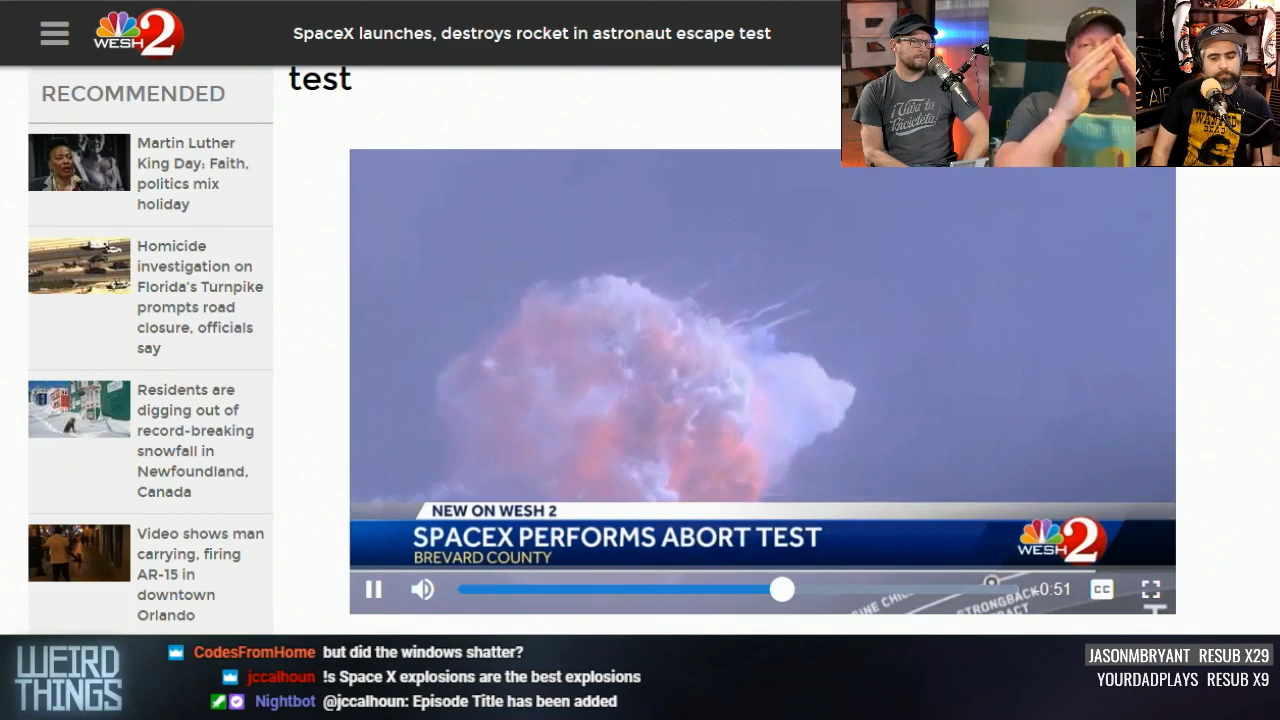 WESH 2
SpaceX launches, destroys rocket in astronaut escape test
test
RECOMMENDED
Martin Luther
King Day: Faith,
politics mix
holiday
Homicide
investigation on
Florida's Turnpike
prompts road
closure, officials
say
Residents are
digging out of
record-breaking
snowfall in
Newfoundland,
Canada
Video shows man
carrying, firing
AR-15 in
downtown
Orlando
¡Viva la
Bicicleta!
AIR
NEW ON WESH 2
SPACEX PERFORMS ABORT TEST
BREVARD COUNTY
WESH 2
-0:51
CC
STRONGBACK
WEIRD
THINGS
CodesFromHome but did the windows shatter?
jccalhoun !s Space X explosions are the best explosions
Nightbot @jccalhoun: Episode Title has been added
JASONMBRYANT RESUB X29
YOURDADPLAYS RESUB X9